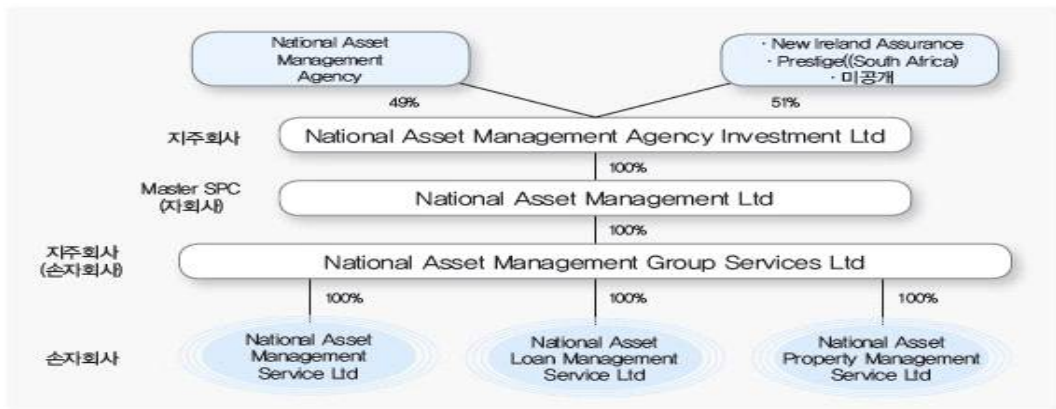 National Asset
Management
Agency
· New Ireland Assurance
· Prestige((South Africa)
· 미공개
49%
51%
지주회사
National Asset Management Agency Investment Ltd
100%
Master SPC
(자회사)
National Asset Management Ltd
100%
지주회사
(손자회사)
National Asset Management Group Services Ltd
100%
100%
100%
손자회사
National Asset
Management
Service Ltd
National Asset
Loan Management
Service Ltd
National Asset
Property Management
Service Ltd